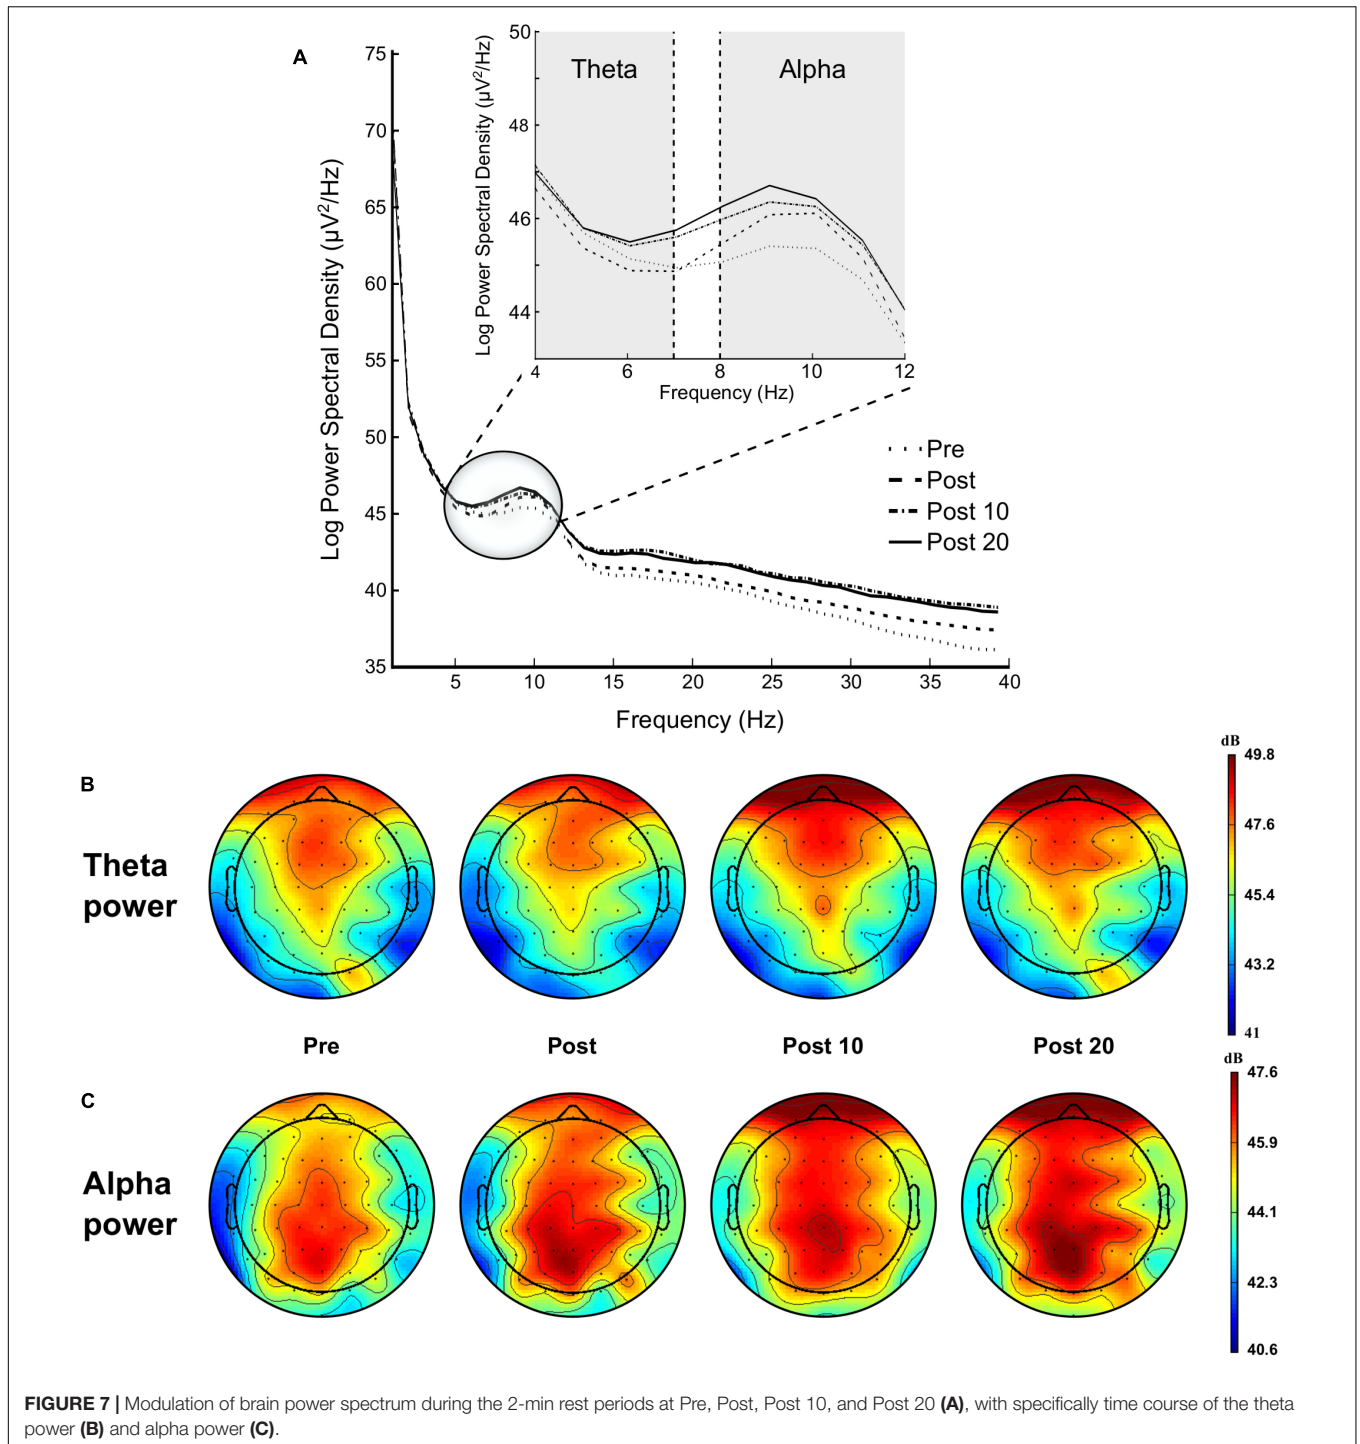 A
75
70
65
60
55
50
45
40
35
Log Power Spectral Density (µV²/Hz)
5
10
15
20
25
30
35
40
Frequency (Hz)
50
48
46
44
Log Power Spectral Density (µV²/Hz)
Theta
Alpha
4
6
8
10
12
Frequency (Hz)
Pre
Post
Post 10
Post 20
B
Theta
power
dB
49.8
47.6
45.4
43.2
41
Pre
Post
Post 10
Post 20
C
Alpha
power
dB
47.6
45.9
44.1
42.3
40.6
FIGURE 7 | Modulation of brain power spectrum during the 2-min rest periods at Pre, Post, Post 10, and Post 20 (A), with specifically time course of the theta
power (B) and alpha power (C).